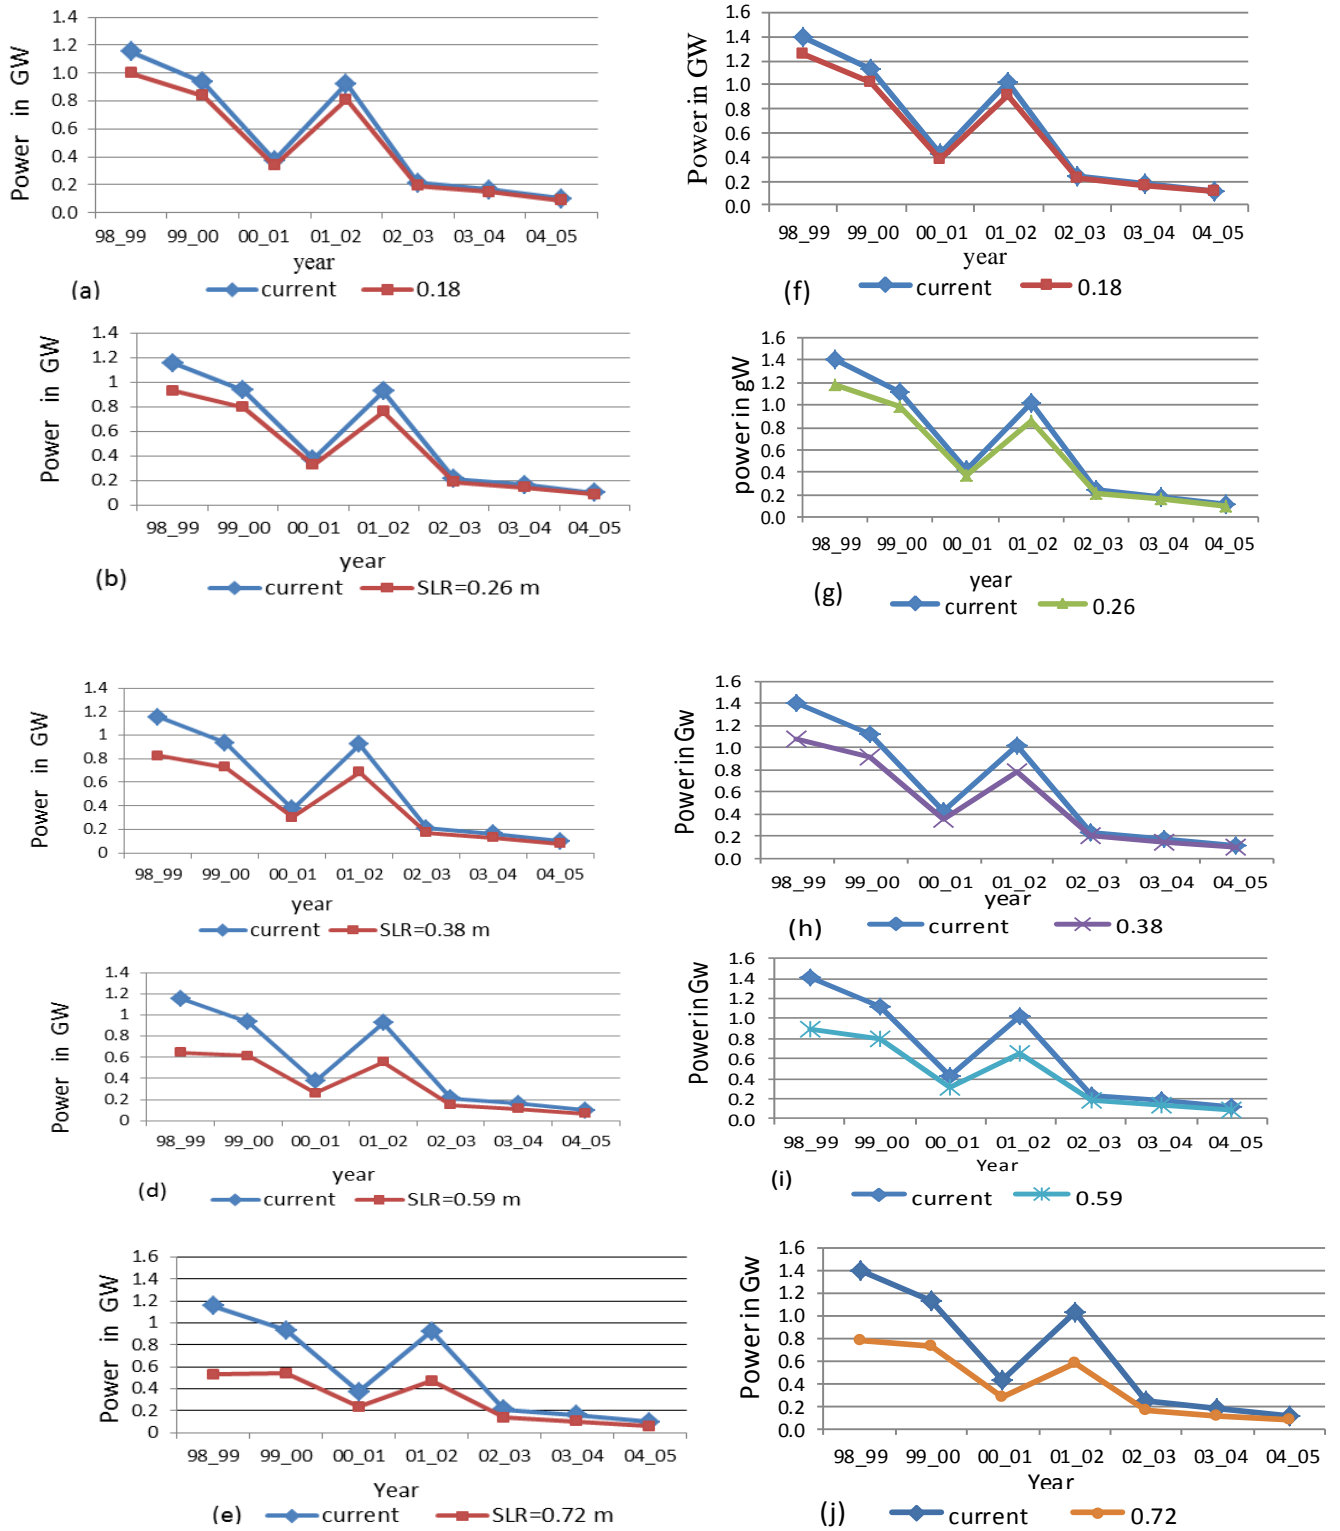 1.4
1.2
1.0
0.8
0.6
0.4
0.2
0.0
Power in GW
98_99 99_00 00_01 01_02 02_03 03_04 04_05
year
(a) current 0.18
1.6
1.4
1.2
1.0
0.8
0.6
0.4
0.2
0.0
Power in GW
98_99 99_00 00_01 01_02 02_03 03_04 04_05
year
(f) current 0.18
1.4
1.2
1
0.8
0.6
0.4
0.2
0
Power in GW
98_99 99_00 00_01 01_02 02_03 03_04 04_05
year
(b) current SLR=0.26 m
1.6
1.4
1.2
1.0
0.8
0.6
0.4
0.2
0.0
power in gW
98_99 99_00 00_01 01_02 02_03 03_04 04_05
year
(g) current 0.26
1.4
1.2
1
0.8
0.6
0.4
0.2
0
Power in GW
98_99 99_00 00_01 01_02 02_03 03_04 04_05
year
current SLR=0.38 m
1.6
1.4
1.2
1.0
0.8
0.6
0.4
0.2
0.0
Power in Gw
98_99 99_00 00_01 01_02 02_03 03_04 04_05
year
(h) current 0.38
1.4
1.2
1
0.8
0.6
0.4
0.2
0
Power in GW
98_99 99_00 00_01 01_02 02_03 03_04 04_05
year
(d) current SLR=0.59 m
1.6
1.4
1.2
1.0
0.8
0.6
0.4
0.2
0.0
Power in Gw
98_99 99_00 00_01 01_02 02_03 03_04 04_05
Year
(i) current 0.59
1.6
1.4
1.2
1
0.8
0.6
0.4
0.2
0
Power in GW
98_99 99_00 00_01 01_02 02_03 03_04 04_05
Year
(e) current SLR=0.72 m
1.6
1.4
1.2
1.0
0.8
0.6
0.4
0.2
0.0
Power in Gw
98_99 99_00 00_01 01_02 02_03 03_04 04_05
Year
(j) current 0.72